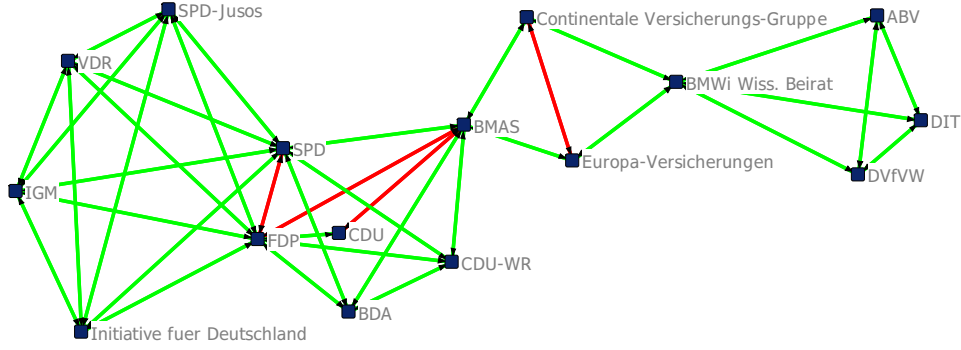 SPD-Jusos
Continentale Versicherungs-Gruppe
ABV
VDR
BMWi Wiss. Beirat
BMAS
DIT
SPD
Europa-Versicherungen
DVfVW
IGM
FDP
CDU
CDU-WR
BDA
Initiative fuer Deutschland